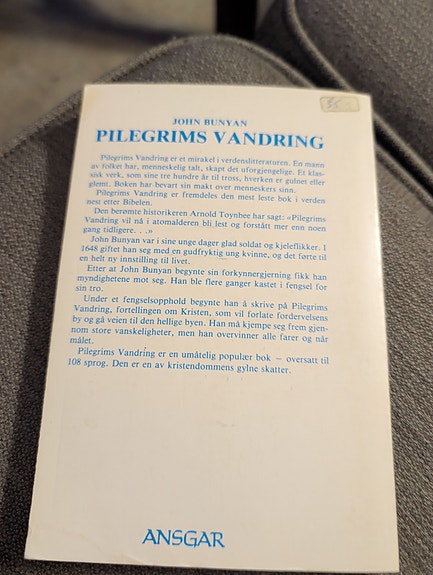 35.-
JOHN BUNYAN
PILEGRIMS VANDRING
Pilegrims Vandring er et mirakel i verdenslitteraturen. En mann
av folket har, menneskelig talt, skapt det uforgjengelige. Et klas-
sisk verk, som sine tre hundre år til tross, hverken er gulnet eller
glemt. Boken har bevart sin makt over menneskers sinn.
Pilegrims Vandring er fremdeles den mest leste bok i verden
nest etter Bibelen.
Den berømte historikeren Arnold Toynbee har sagt: «Pilegrims
Vandring vil nå i atomalderen bli lest og forstått mer enn noen
gang tidligere. . .»
John Bunyan var i sine unge dager glad soldat og kjeleflikker. I
1648 giftet han seg med en gudfryktig ung kvinne, og det førte til
en helt ny innstilling til livet.
Etter at John Bunyan begynte sin forkynnergjerning fikk han
myndighetene mot seg. Han ble flere ganger kastet i fengsel for
sin tro.
Under et fengselsopphold begynte han å skrive på Pilegrims
Vandring, fortellingen om Kristen, som vil forlate fordervelsens
by og gå veien til den hellige byen. Han må kjempe seg frem gjen-
nom store vanskeligheter, men han overvinner alle farer og når
målet.
Pilegrims Vandring er en umåtelig populær bok – oversatt til
108 sprog. Den er en av kristendommens gylne skatter.
ANSGAR